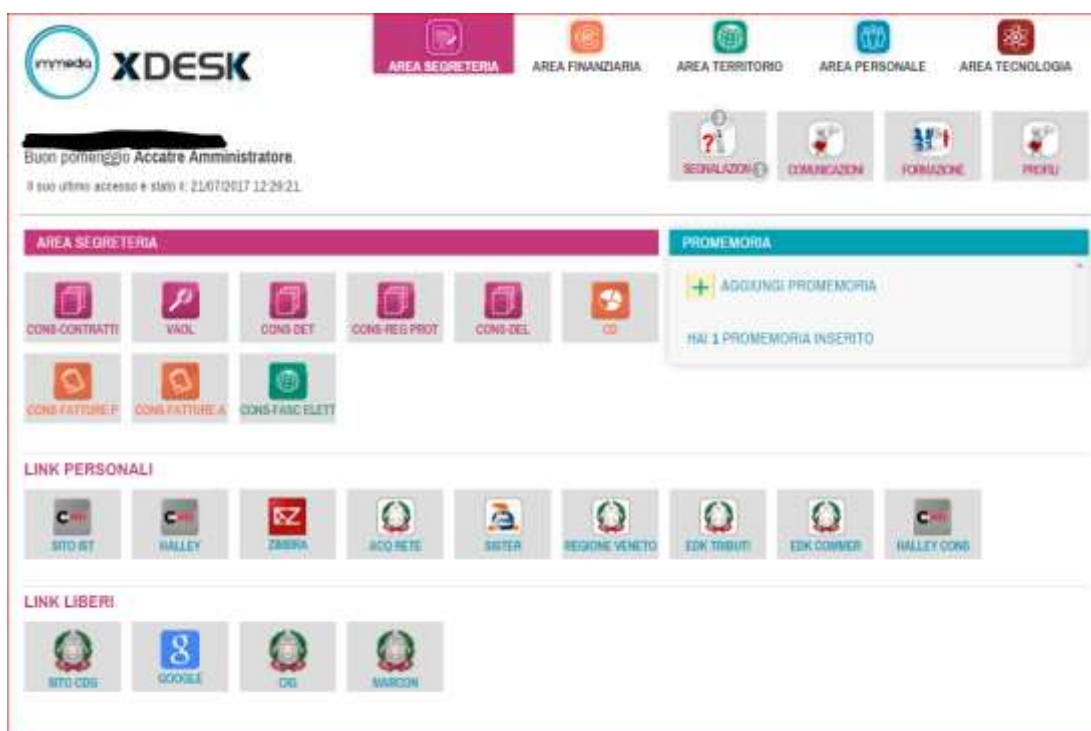 immedia XDESK
AREA SEGRETERIA AREA FINANZIARIA AREA TERRITORIO AREA PERSONALE AREA TECNOLOGIA
Buon pomeriggio Accatre Amministratore.
Il suo ultimo accesso è stato il: 21/07/2017 12:29:21.
SEGNALAZIONI COMUNICAZIONI FORMAZIONE PROFILI
AREA SEGRETERIA
CONS-CONTRATTI VAOL CONS-DET CONS-REG PROT CONS-DEL CO
CONS-FATTURE.P CONS-FATTURE.A CONS-FASC ELETT
PROMEMORIA
AGGIUNGI PROMEMORIA
HAI 1 PROMEMORIA INSERITO
LINK PERSONALI
SITO IST HALLEY ZIMBRA ACQ RETE SISTER REGIONE VENETO EDK TRIBUTI EDK COMMER HALLEY CONS
LINK LIBERI
SITO CDG GOOGLE CIG MARCON